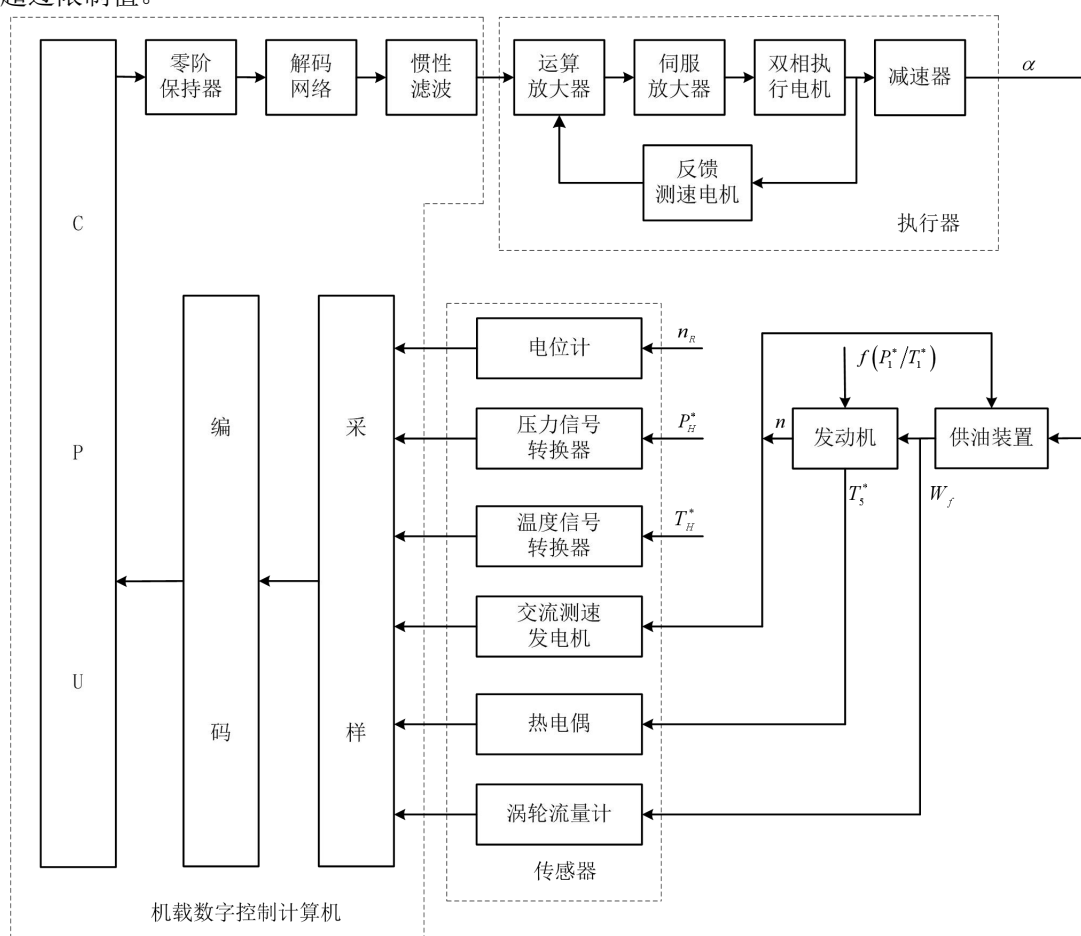 超过限制值。
零阶
保持器
解码
网络
惯性
滤波
运算
放大器
伺服
放大器
双相执
行电机
减速器
α
反馈
测速电机
执行器
C
P
U
编
码
采
样
电位计
n_R
压力信号
转换器
P_H^*
温度信号
转换器
T_H^*
交流测速
发电机
热电偶
涡轮流量计
传感器
f(P_1^*/T_1^*)
n
发动机
供油装置
T_5^*
W_f
机载数字控制计算机